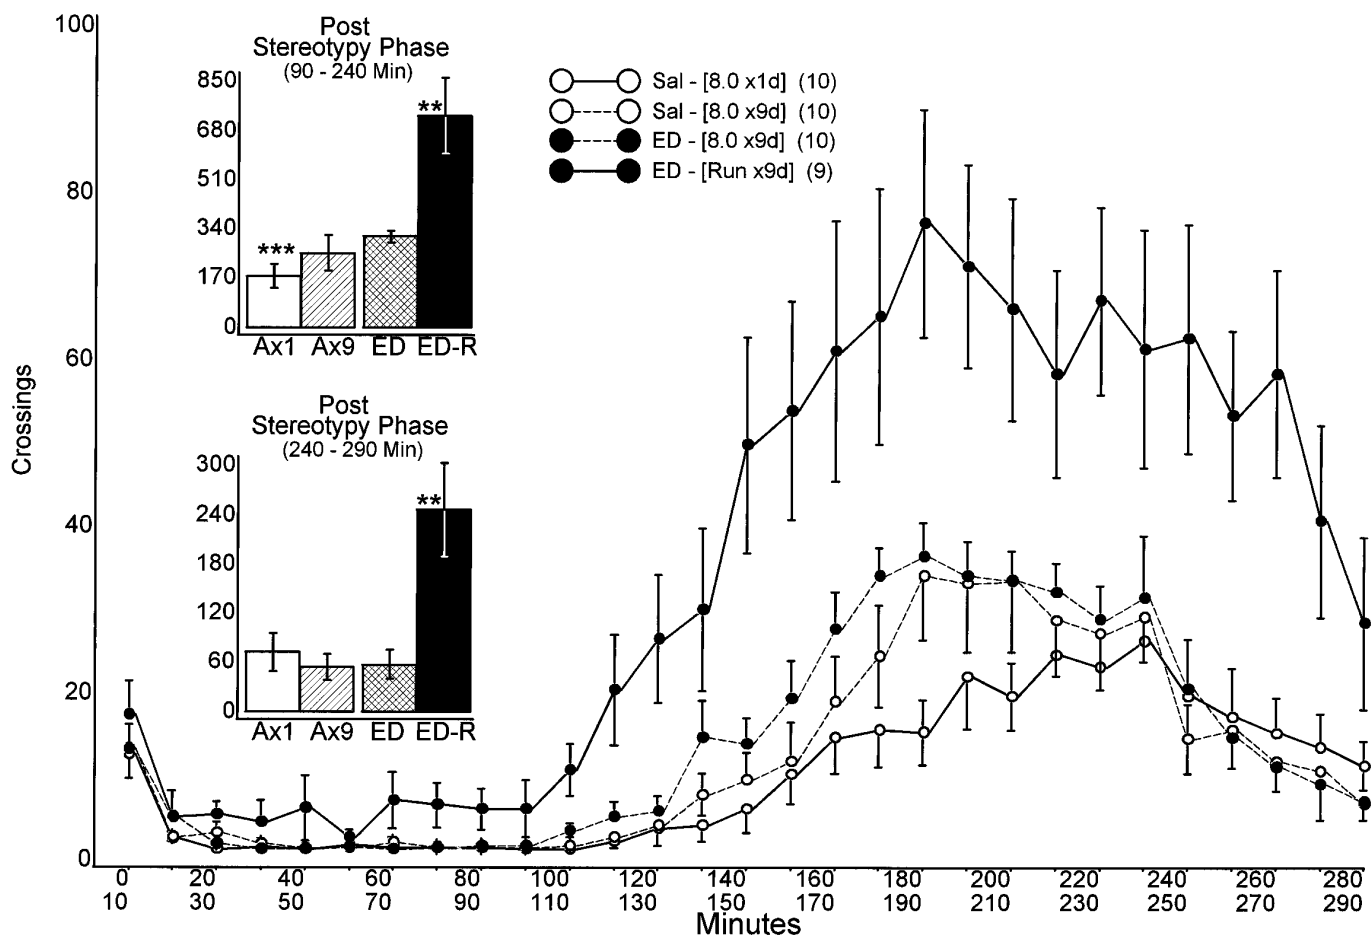 Post
Stereotypy Phase
(90 - 240 Min)
850
680
510
340
170
0
***
**
Ax1 Ax9 ED ED-R
Post
Stereotypy Phase
(240 - 290 Min)
300
240
180
120
60
0
**
Ax1 Ax9 ED ED-R
Sal - [8.0 x1d] (10)
Sal - [8.0 x9d] (10)
ED - [8.0 x9d] (10)
ED - [Run x9d] (9)
Crossings
100
80
60
40
20
0
0 20 40 60 80 100 120 140 160 180 200 220 240 260 280
10 30 50 70 90 110 130 150 170 190 210 230 250 270 290
Minutes